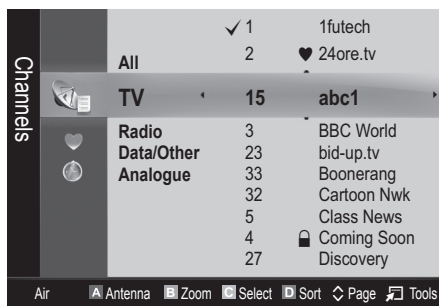 Channels
✓ 1 1futech
All 2 ♥ 24ore.tv
TV 15 abc1
Radio 3 BBC World
Data/Other 23 bid-up.tv
Analogue 33 Boonerang
32 Cartoon Nwk
5 Class News
4 Coming Soon
27 Discovery
Air A Antenna B Zoom C Select D Sort Page Tools